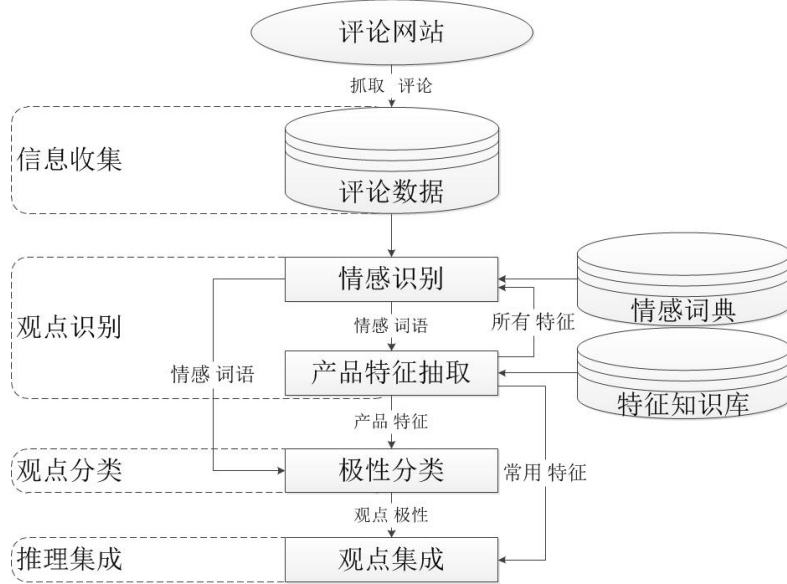 评论网站
抓取 评论
信息收集
评论数据
情感识别
情感词典
观点识别
情感 词语
所有 特征
情感 词语
产品特征抽取
特征知识库
产品 特征
观点分类
极性分类
常用 特征
观点 极性
推理集成
观点集成